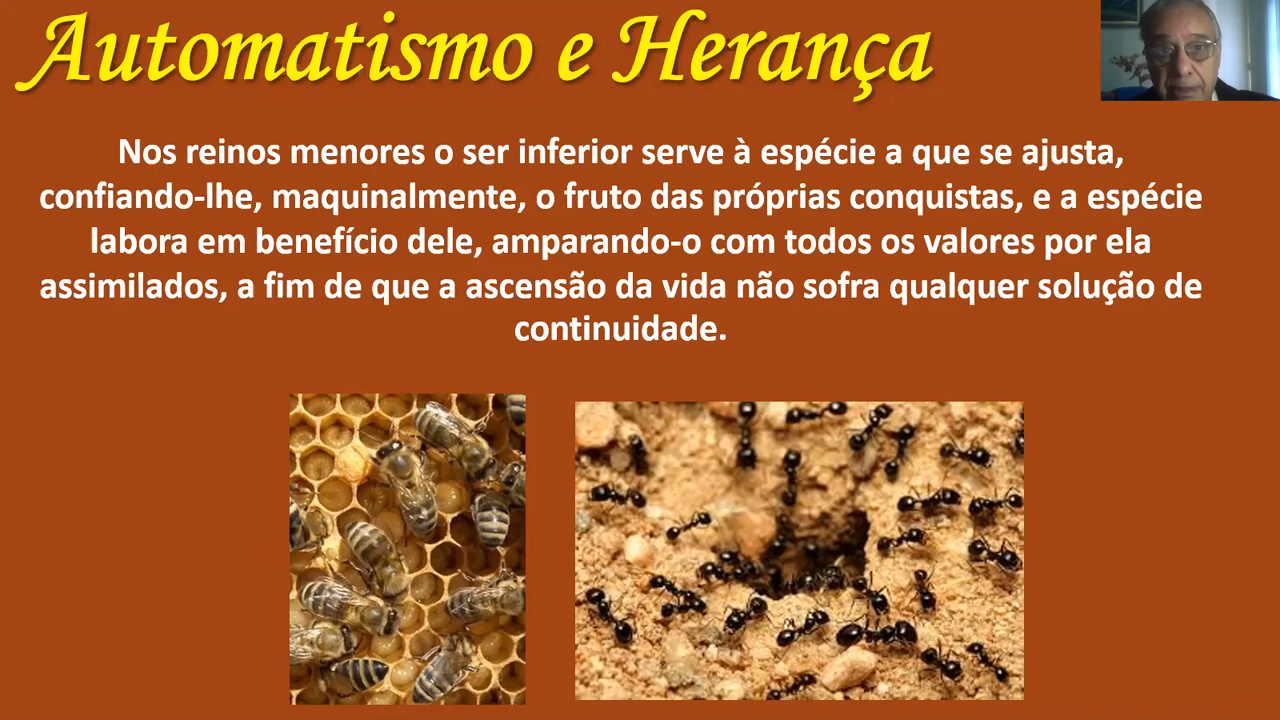 Automatismo e Herança
Nos reinos menores o ser inferior serve à espécie a que se ajusta,
confiando-lhe, maquinalmente, o fruto das próprias conquistas, e a espécie
labora em benefício dele, amparando-o com todos os valores por ela
assimilados, a fim de que a ascensão da vida não sofra qualquer solução de
continuidade.